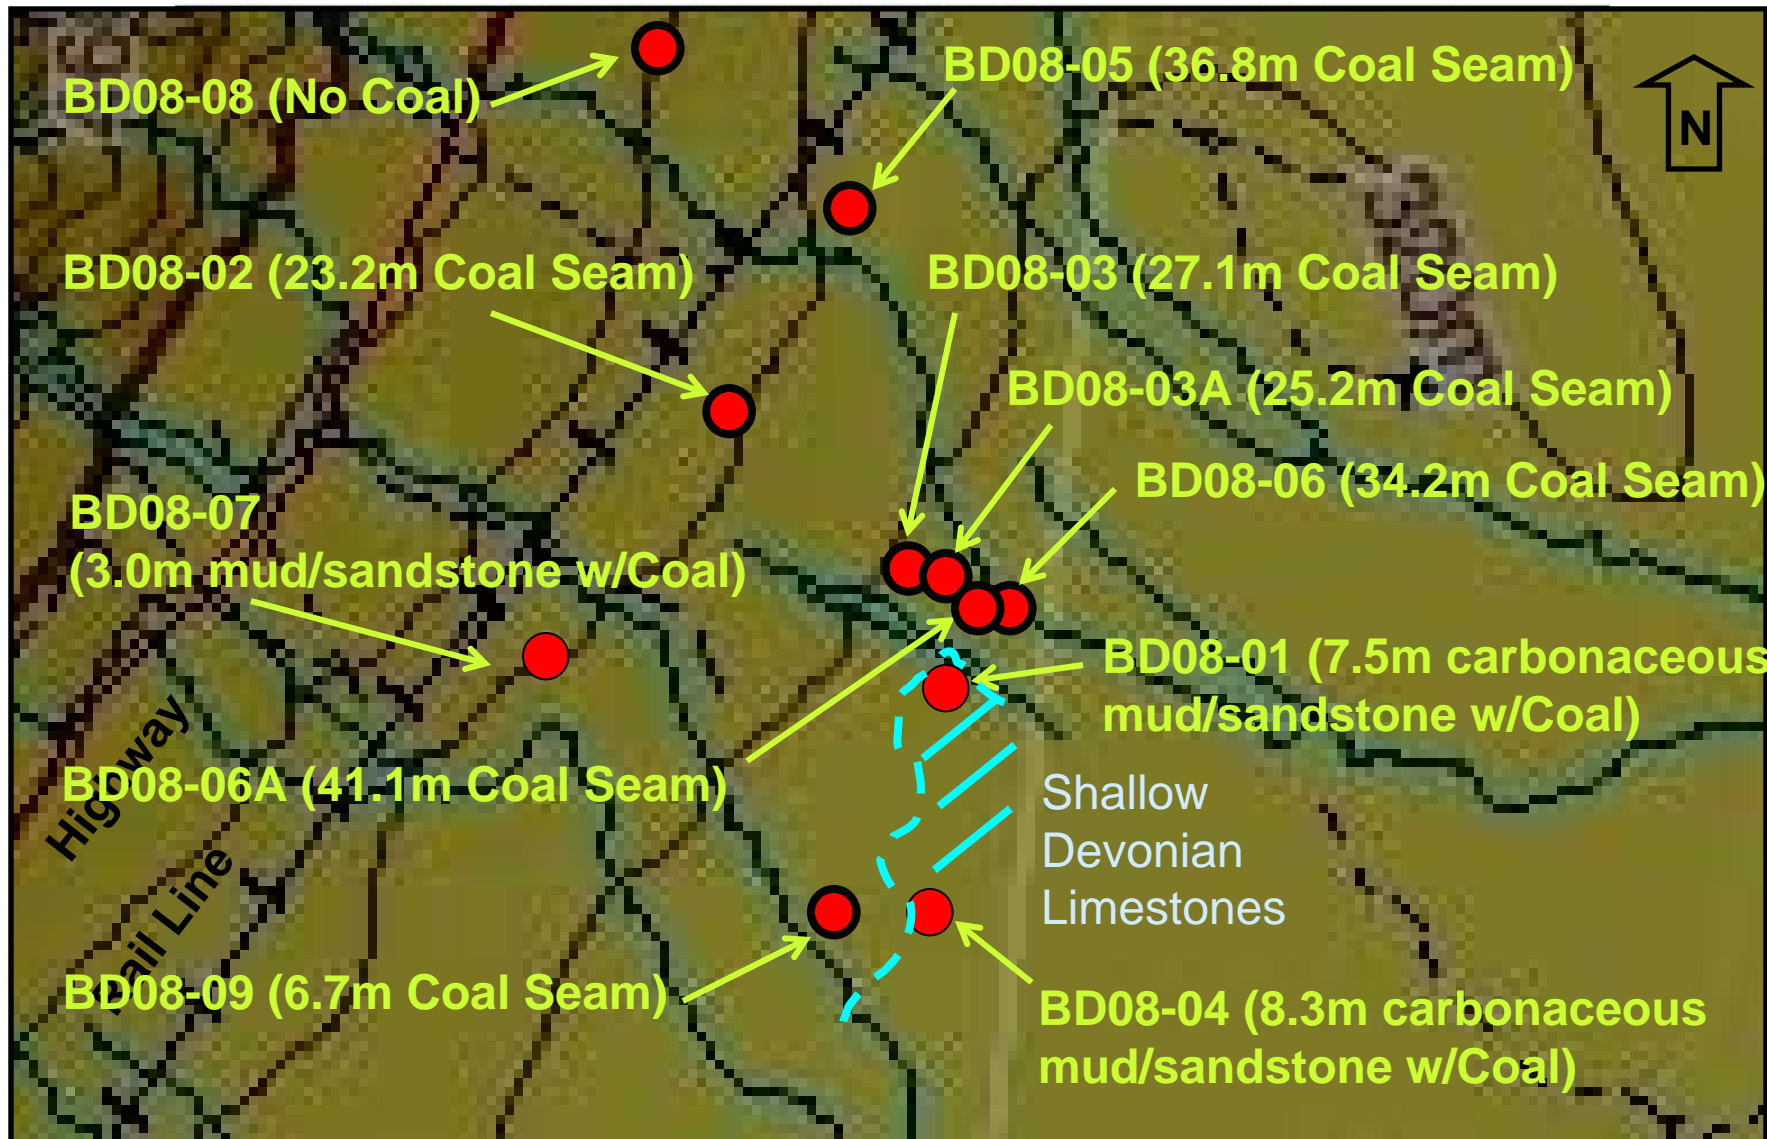 BD08-08 (No Coal)
BD08-05 (36.8m Coal Seam)
N
BD08-02 (23.2m Coal Seam)
BD08-03 (27.1m Coal Seam)
BD08-03A (25.2m Coal Seam)
BD08-06 (34.2m Coal Seam)
BD08-07
(3.0m mud/sandstone w/Coal)
BD08-01 (7.5m carbonaceous
mud/sandstone w/Coal)
Highway
BD08-06A (41.1m Coal Seam)
Shallow
Devonian
Limestones
Rail Line
BD08-09 (6.7m Coal Seam)
BD08-04 (8.3m carbonaceous
mud/sandstone w/Coal)